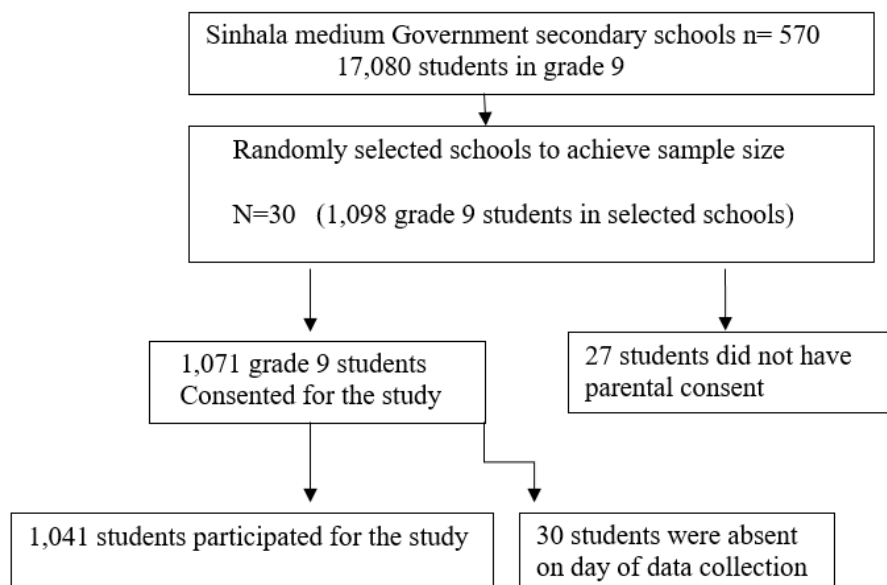 Sinhala medium Government secondary schools n= 570
17,080 students in grade 9
Randomly selected schools to achieve sample size
N=30 (1,098 grade 9 students in selected schools)
1,071 grade 9 students
Consented for the study
27 students did not have
parental consent
1,041 students participated for the study
30 students were absent
on day of data collection